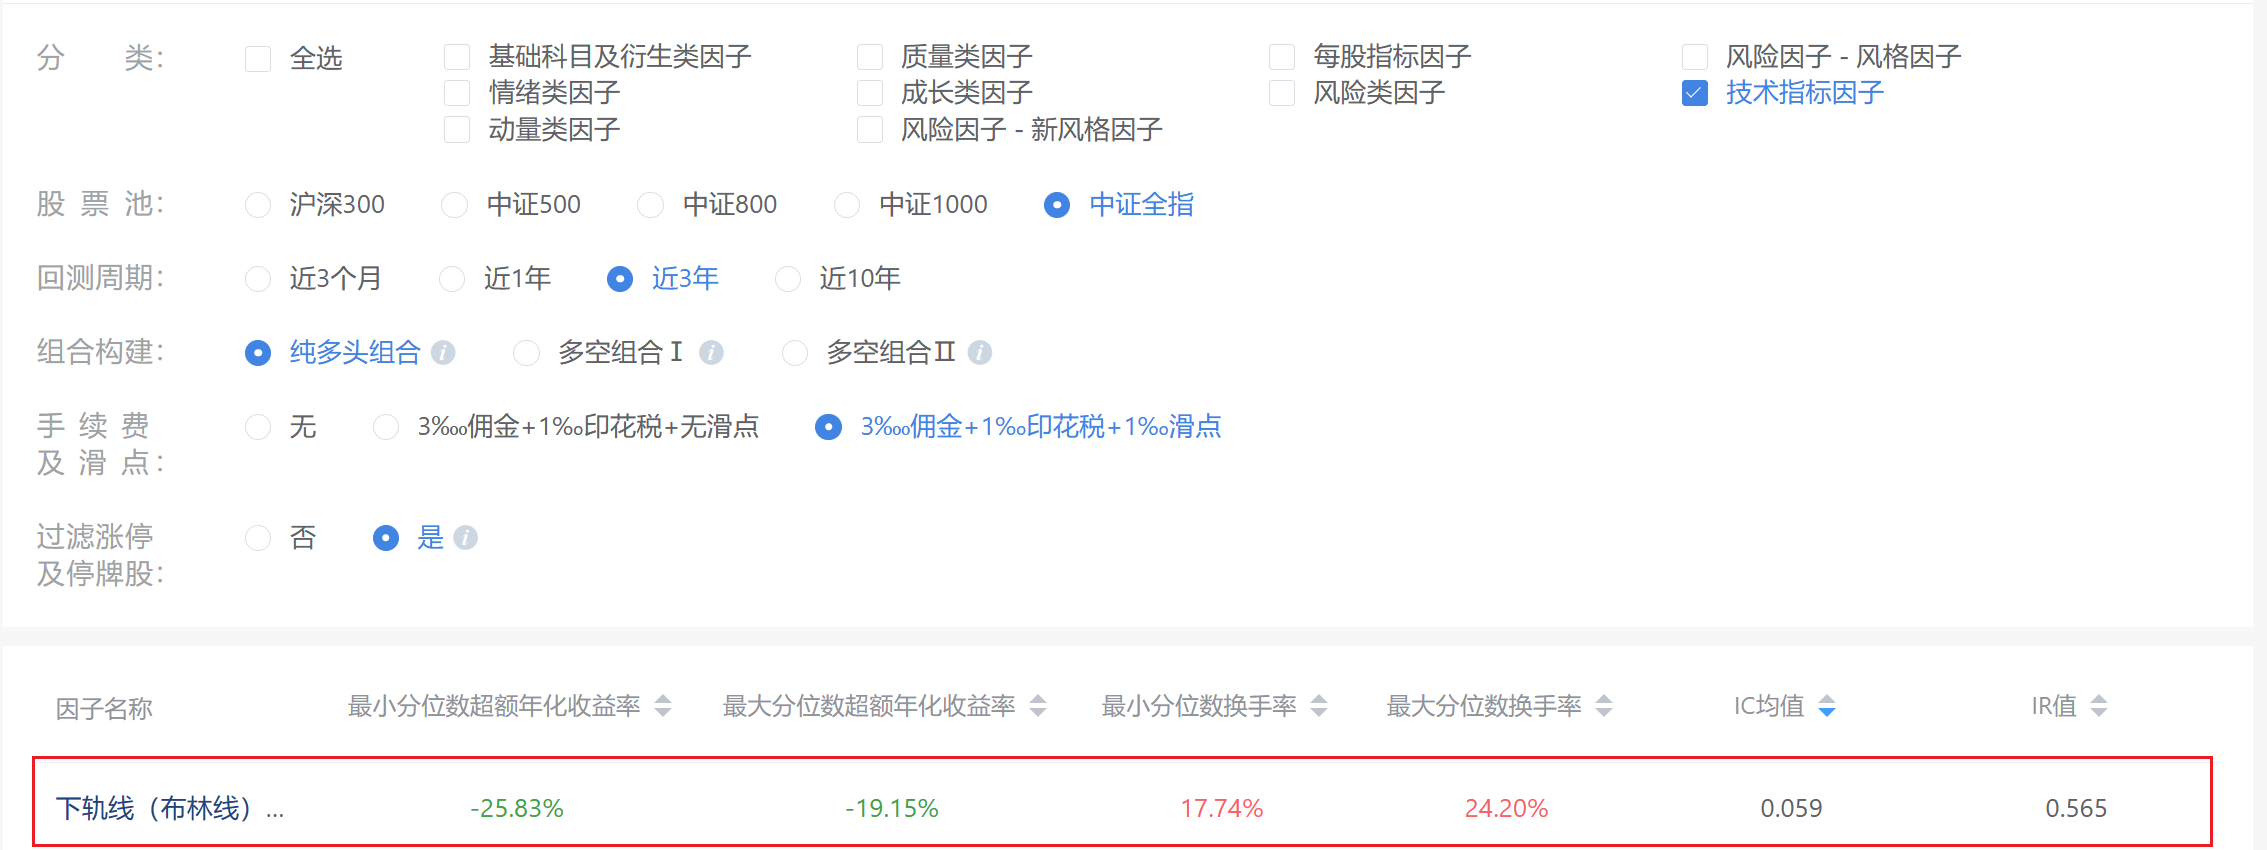 分 类： 全选 基础科目及衍生类因子 质量类因子 每股指标因子 风险因子 - 风格因子
情绪类因子 成长类因子 风险类因子 技术指标因子
动量类因子 风险因子 - 新风格因子
股 票 池： 沪深300 中证500 中证800 中证1000 中证全指
回测周期： 近3个月 近1年 近3年 近10年
组合构建： 纯多头组合 i 多空组合 I i 多空组合 II i
手 续 费 无 3‱佣金+1‰印花税+无滑点 3‱佣金+1‰印花税+1‰滑点
及 滑 点：
过滤涨停 否 是 i
及停牌股：
因子名称 最小分位数超额年化收益率 最大分位数超额年化收益率 最小分位数换手率 最大分位数换手率 IC均值 IR值
下轨线（布林线）... -25.83% -19.15% 17.74% 24.20% 0.059 0.565